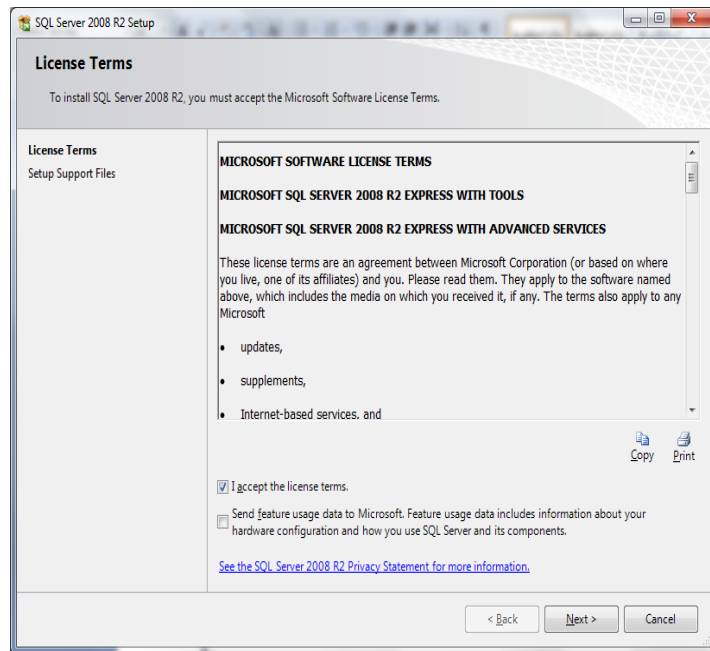 SQL Server 2008 R2 Setup
License Terms
To install SQL Server 2008 R2, you must accept the Microsoft Software License Terms.
License Terms
Setup Support Files
MICROSOFT SOFTWARE LICENSE TERMS
MICROSOFT SQL SERVER 2008 R2 EXPRESS WITH TOOLS
MICROSOFT SQL SERVER 2008 R2 EXPRESS WITH ADVANCED SERVICES
These license terms are an agreement between Microsoft Corporation (or based on where
you live, one of its affiliates) and you. Please read them. They apply to the software named
above, which includes the media on which you received it, if any. The terms also apply to any
Microsoft
• updates,
• supplements,
• Internet-based services, and
Copy Print
I accept the license terms.
Send feature usage data to Microsoft. Feature usage data includes information about your
hardware configuration and how you use SQL Server and its components.
See the SQL Server 2008 R2 Privacy Statement for more information.
< Back Next > Cancel